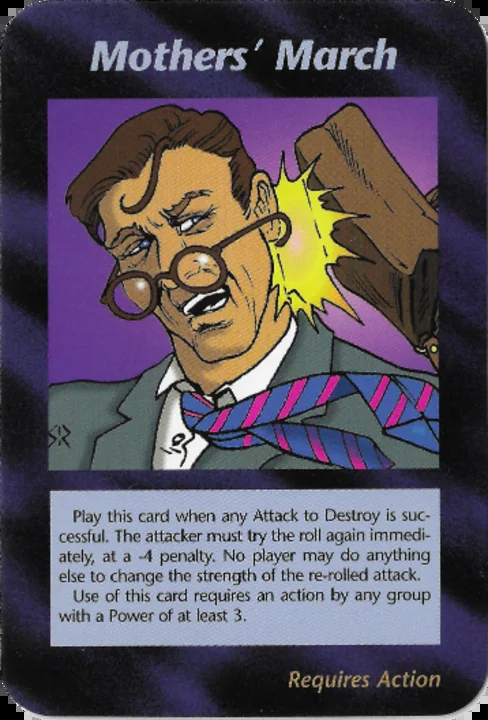 Mothers' March
SR
Play this card when any Attack to Destroy is suc-
cessful. The attacker must try the roll again immedi-
ately, at a -4 penalty. No player may do anything
else to change the strength of the re-rolled attack.
Use of this card requires an action by any group
with a Power of at least 3.
Requires Action